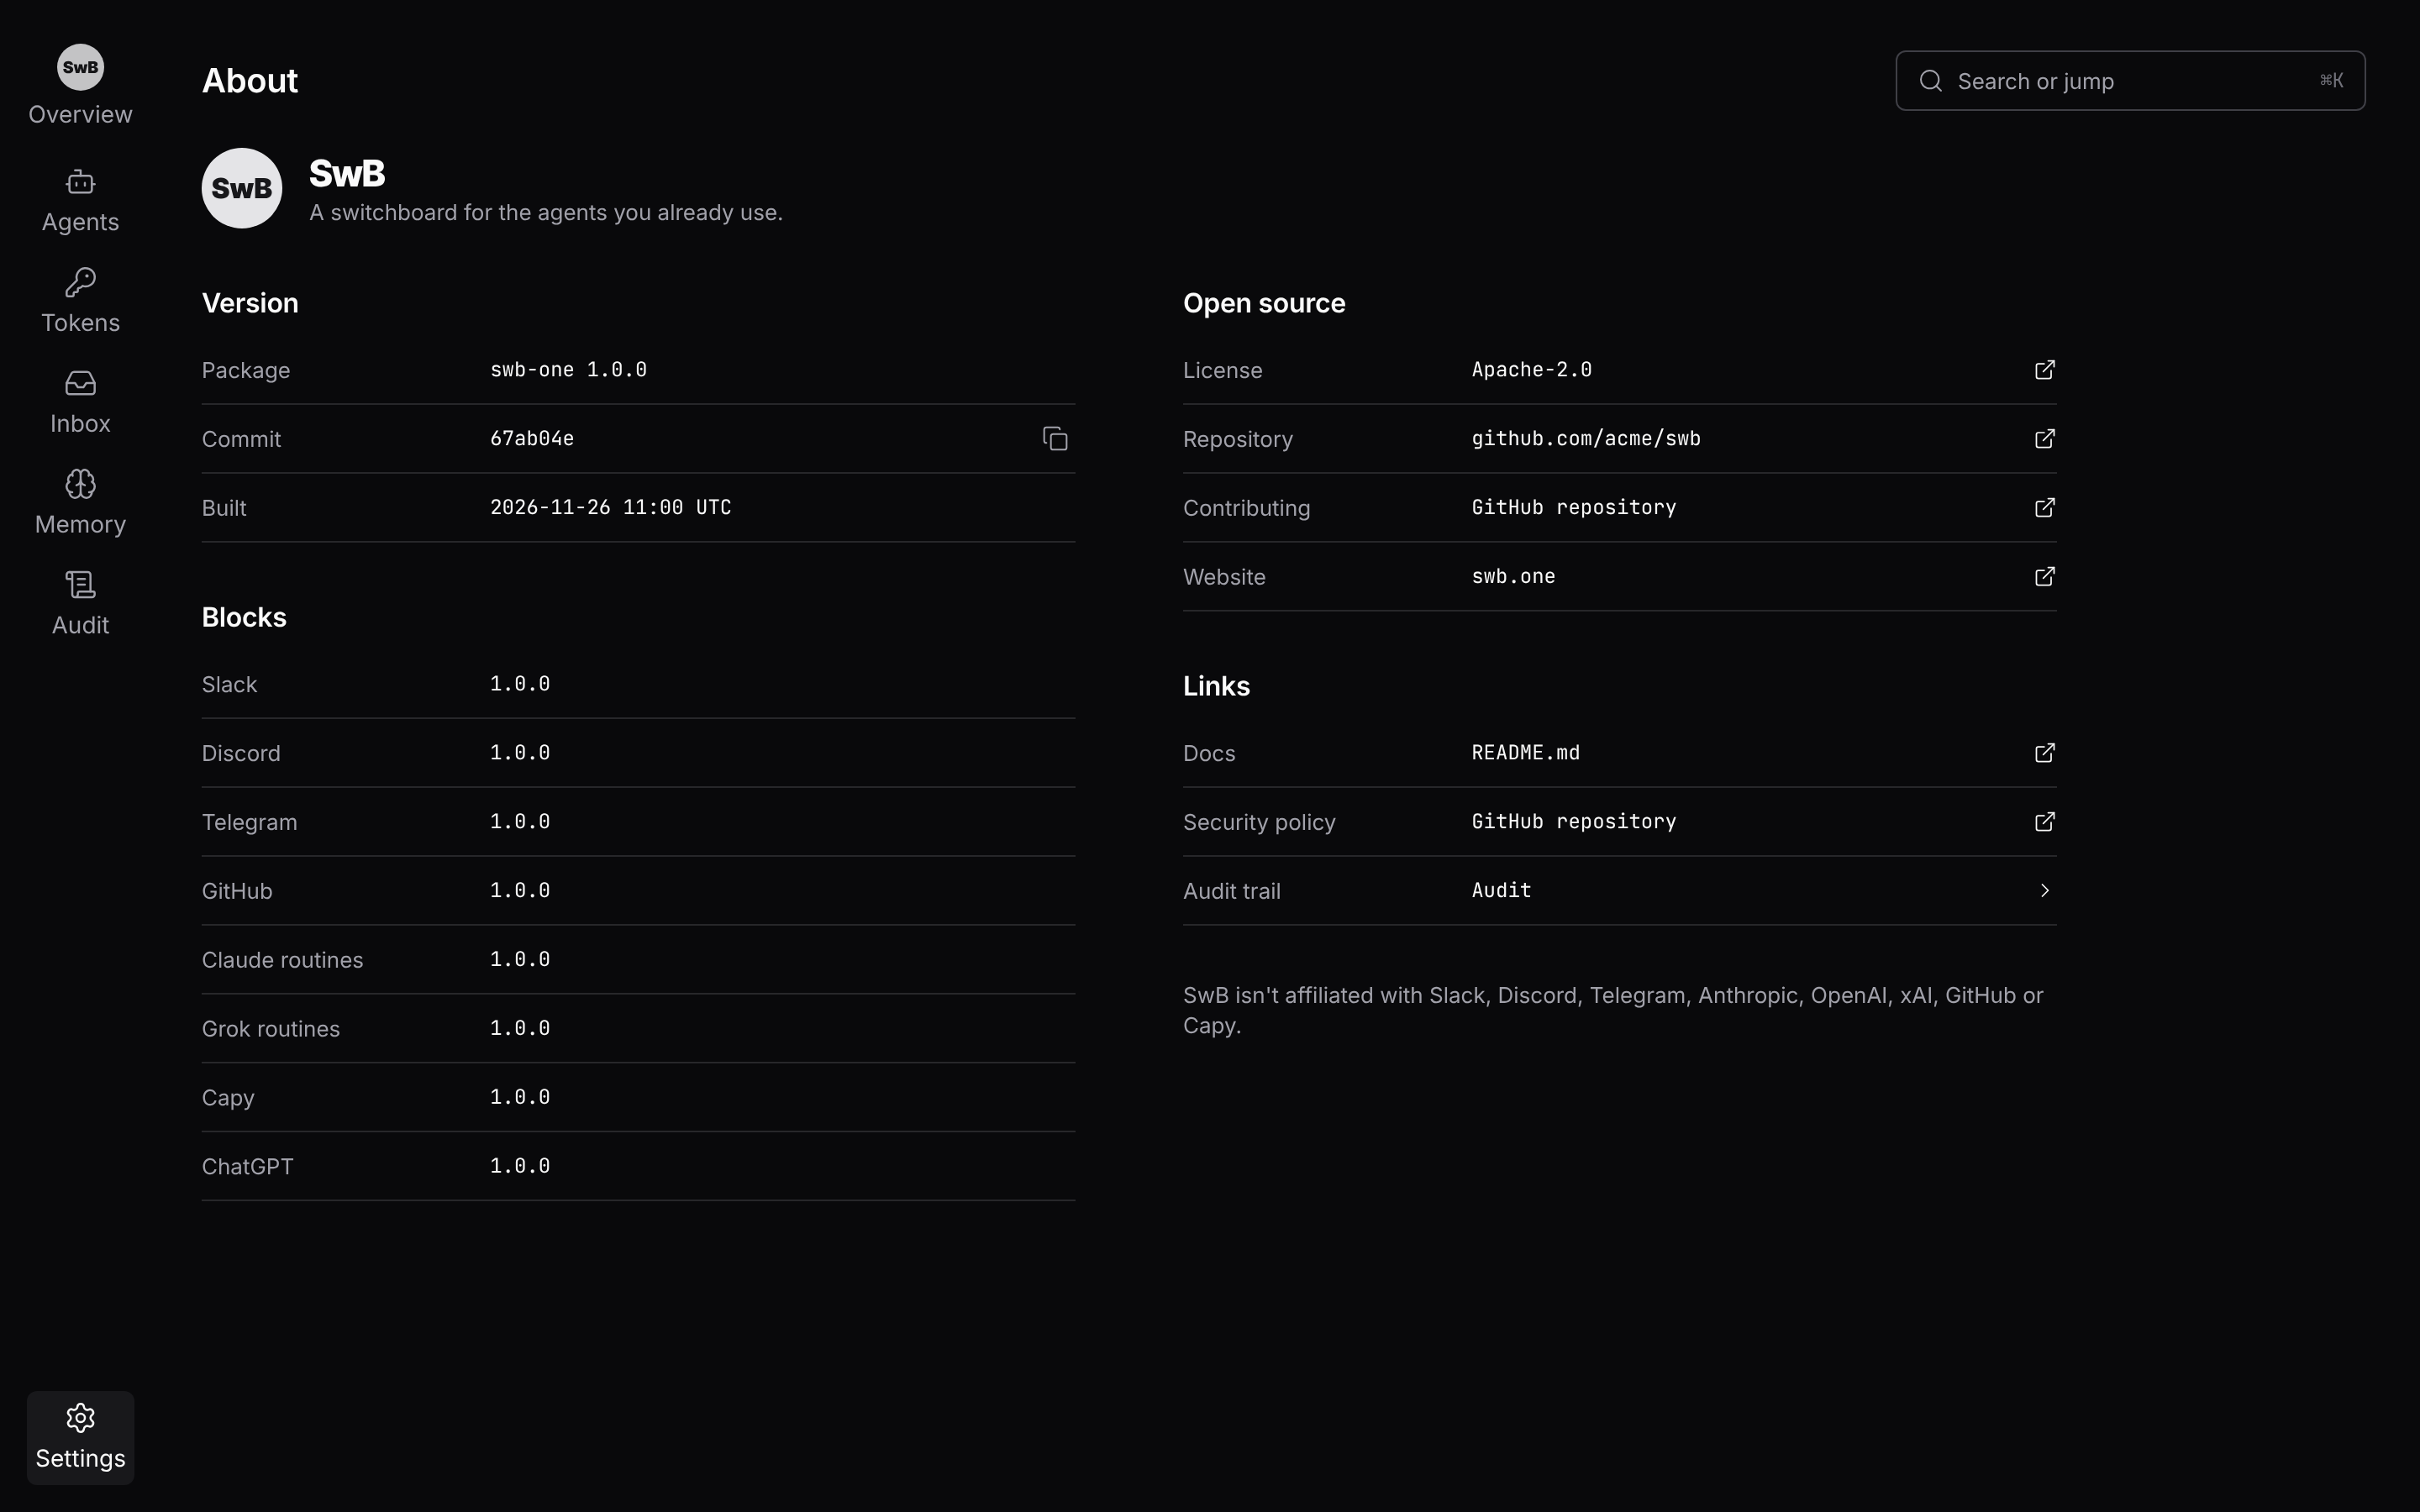 SwB
Overview
Agents
Tokens
Inbox
Memory
Audit
Settings
About
Search or jump ⌘K
SwB
SwB
A switchboard for the agents you already use.
Version
Package swb-one 1.0.0
Commit 67ab04e
Built 2026-11-26 11:00 UTC
Blocks
Slack 1.0.0
Discord 1.0.0
Telegram 1.0.0
GitHub 1.0.0
Claude routines 1.0.0
Grok routines 1.0.0
Capy 1.0.0
ChatGPT 1.0.0
Open source
License Apache-2.0
Repository github.com/acme/swb
Contributing GitHub repository
Website swb.one
Links
Docs README.md
Security policy GitHub repository
Audit trail Audit
SwB isn't affiliated with Slack, Discord, Telegram, Anthropic, OpenAI, xAI, GitHub or
Capy.